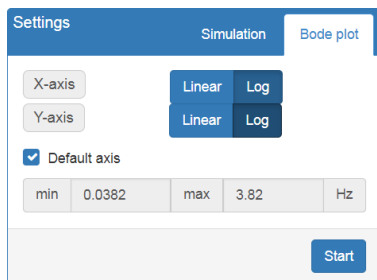 Settings Simulation Bode plot
X-axis Linear Log
Y-axis Linear Log
Default axis
min 0.0382 max 3.82 Hz
Start